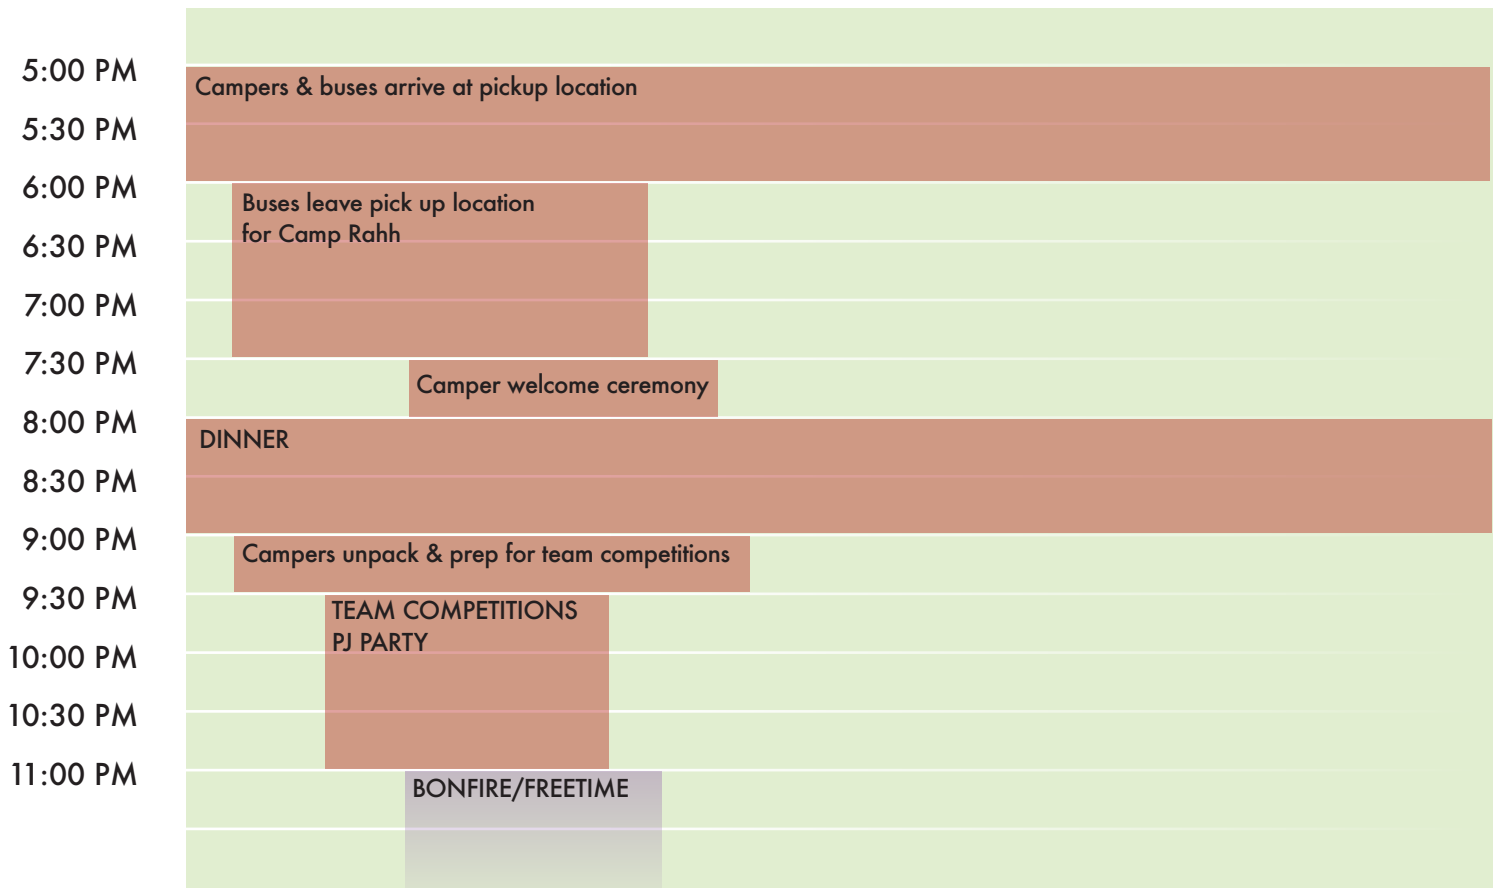 5:00 PM
Campers & buses arrive at pickup location
5:30 PM
6:00 PM
Buses leave pick up location
for Camp Rahh
6:30 PM
7:00 PM
7:30 PM
Camper welcome ceremony
8:00 PM
DINNER
8:30 PM
9:00 PM
Campers unpack & prep for team competitions
9:30 PM
TEAM COMPETITIONS
PJ PARTY
10:00 PM
10:30 PM
11:00 PM
BONFIRE/FREETIME